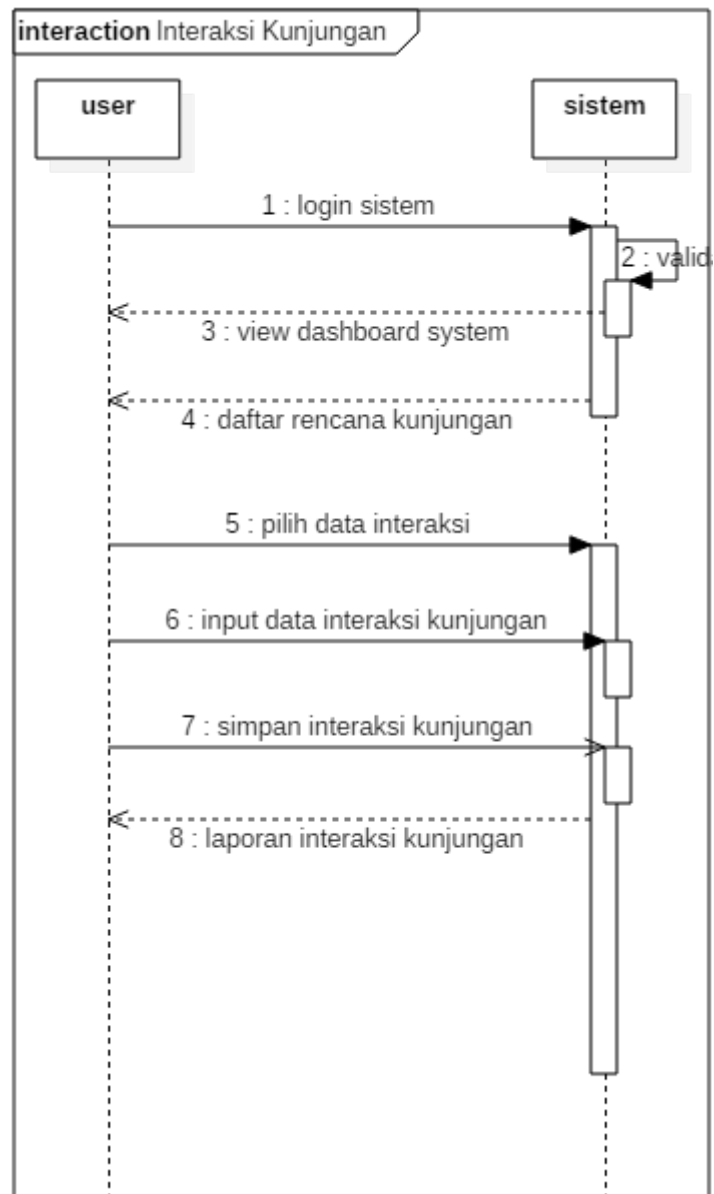 interaction Interaksi Kunjungan
user
sistem
1 : login sistem
2 :
3 : view dashboard system
4 : daftar rencana kunjungan
5 : pilih data interaksi
6 : input data interaksi kunjungan
7 : simpan interaksi kunjungan
8 : laporan interaksi kunjungan